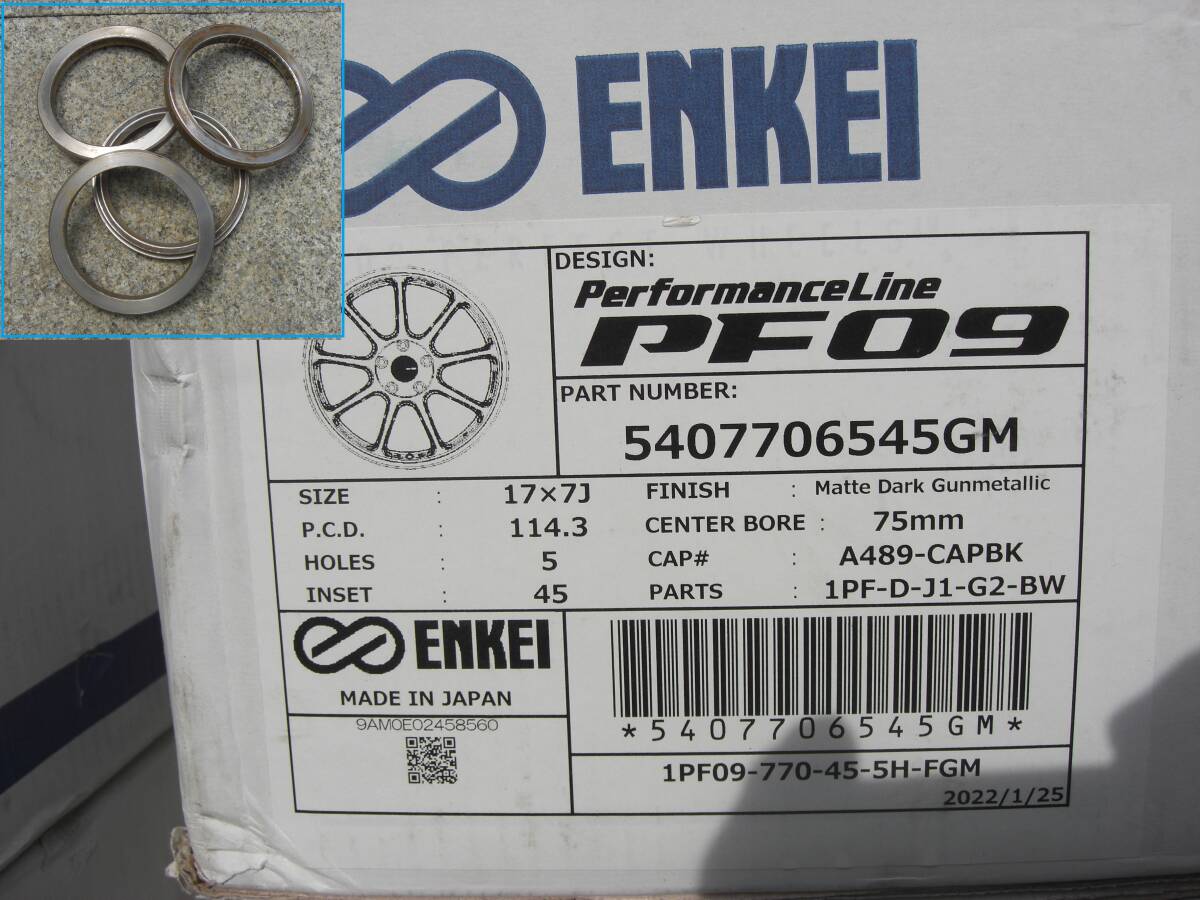 ENKEI
DESIGN:
PerformanceLine
PF09
PART NUMBER:
5407706545GM
SIZE : 17×7J FINISH : Matte Dark Gunmetallic
P.C.D. : 114.3 CENTER BORE : 75mm
HOLES : 5 CAP# : A489-CAPBK
INSET : 45 PARTS : 1PF-D-J1-G2-BW
ENKEI
MADE IN JAPAN
9AM0E02458560
*5407706545GM*
1PF09-770-45-5H-FGM
2022/1/25